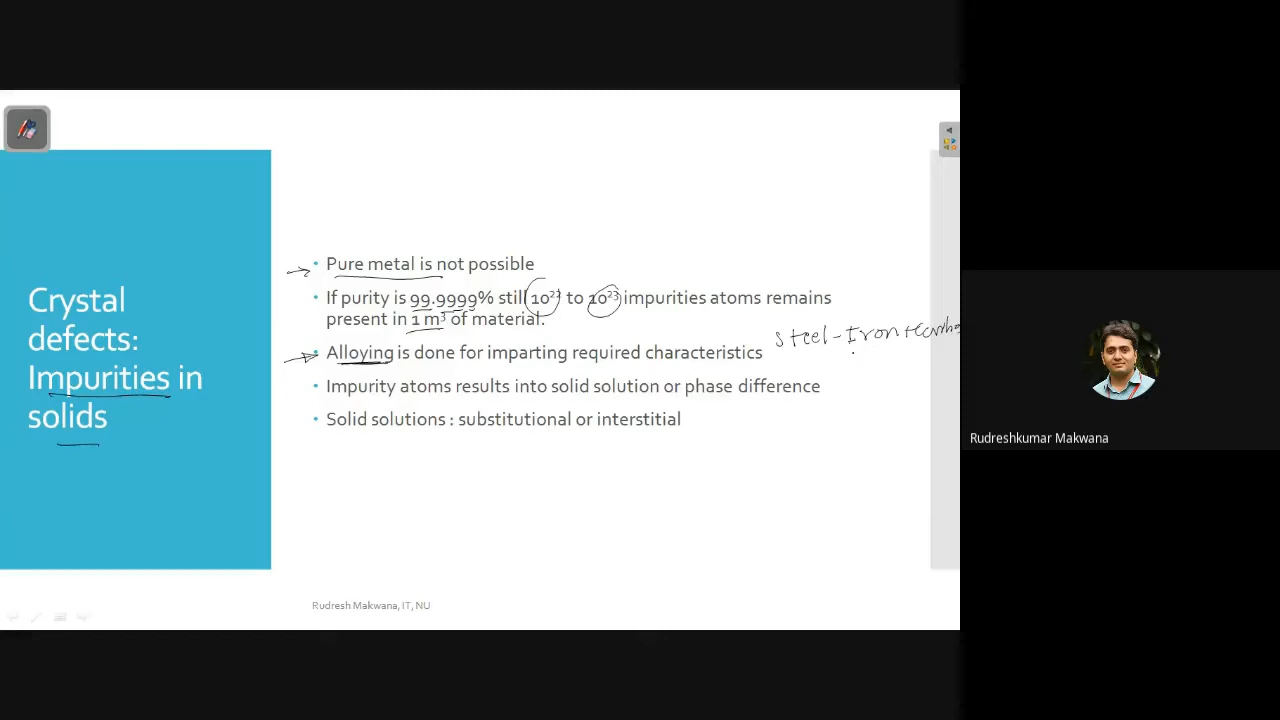 Crystal
defects:
Impurities in
solids
• Pure metal is not possible
• If purity is 99.9999% still 10²² to 10²³ impurities atoms remains
present in 1 m³ of material.
steel-Iron+
• Alloying is done for imparting required characteristics
• Impurity atoms results into solid solution or phase difference
• Solid solutions : substitutional or interstitial
Rudresh Makwana, IT, NU
Rudreshkumar Makwana